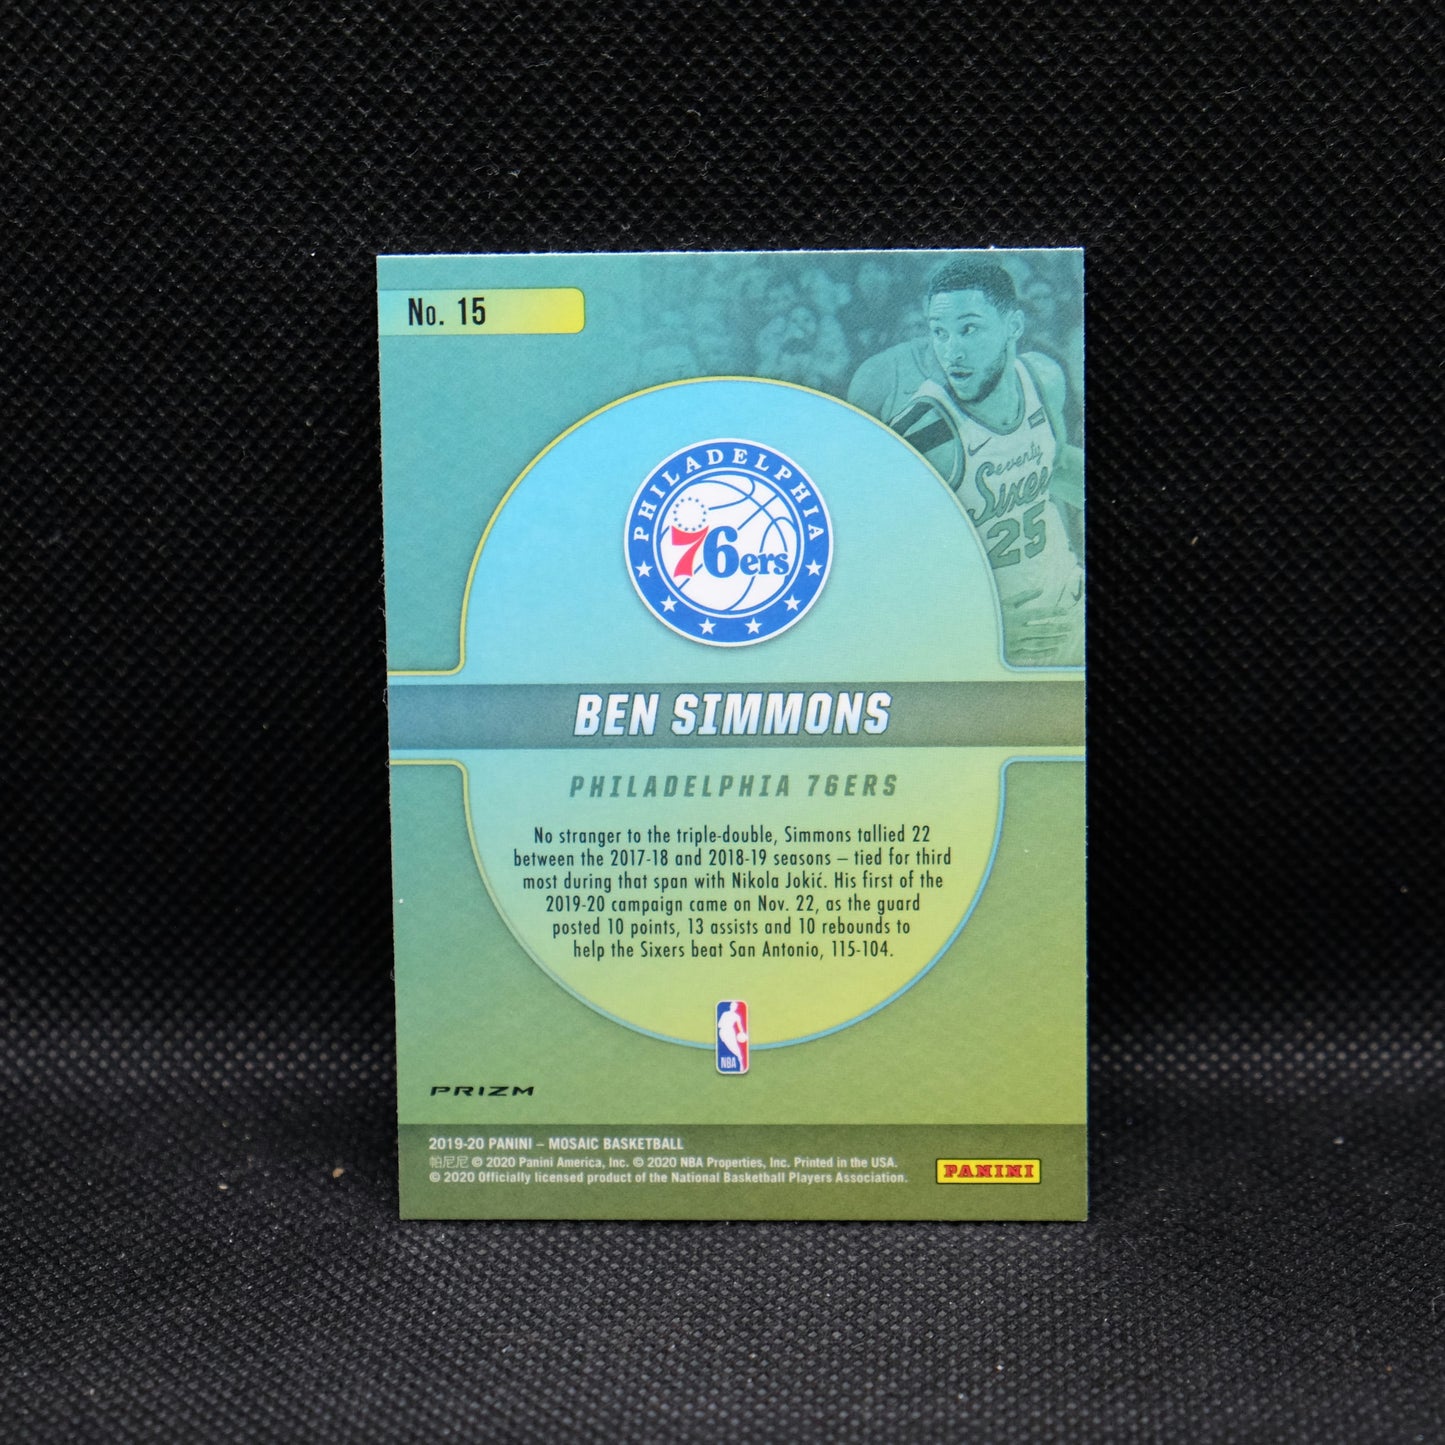 No. 15
PHILADELPHIA
76ers
Seventy
Sixers
25
BEN SIMMONS
PHILADELPHIA 76ERS
No stranger to the triple-double, Simmons tallied 22
between the 2017-18 and 2018-19 seasons – tied for third
most during that span with Nikola Jokić. His first of the
2019-20 campaign came on Nov. 22, as the guard
posted 10 points, 13 assists and 10 rebounds to
help the Sixers beat San Antonio, 115-104.
NBA
PRIZM
2019-20 PANINI – MOSAIC BASKETBALL
帕尼尼 © 2020 Panini America, Inc. © 2020 NBA Properties, Inc. Printed in the USA.
© 2020 Officially licensed product of the National Basketball Players Association.
PANINI